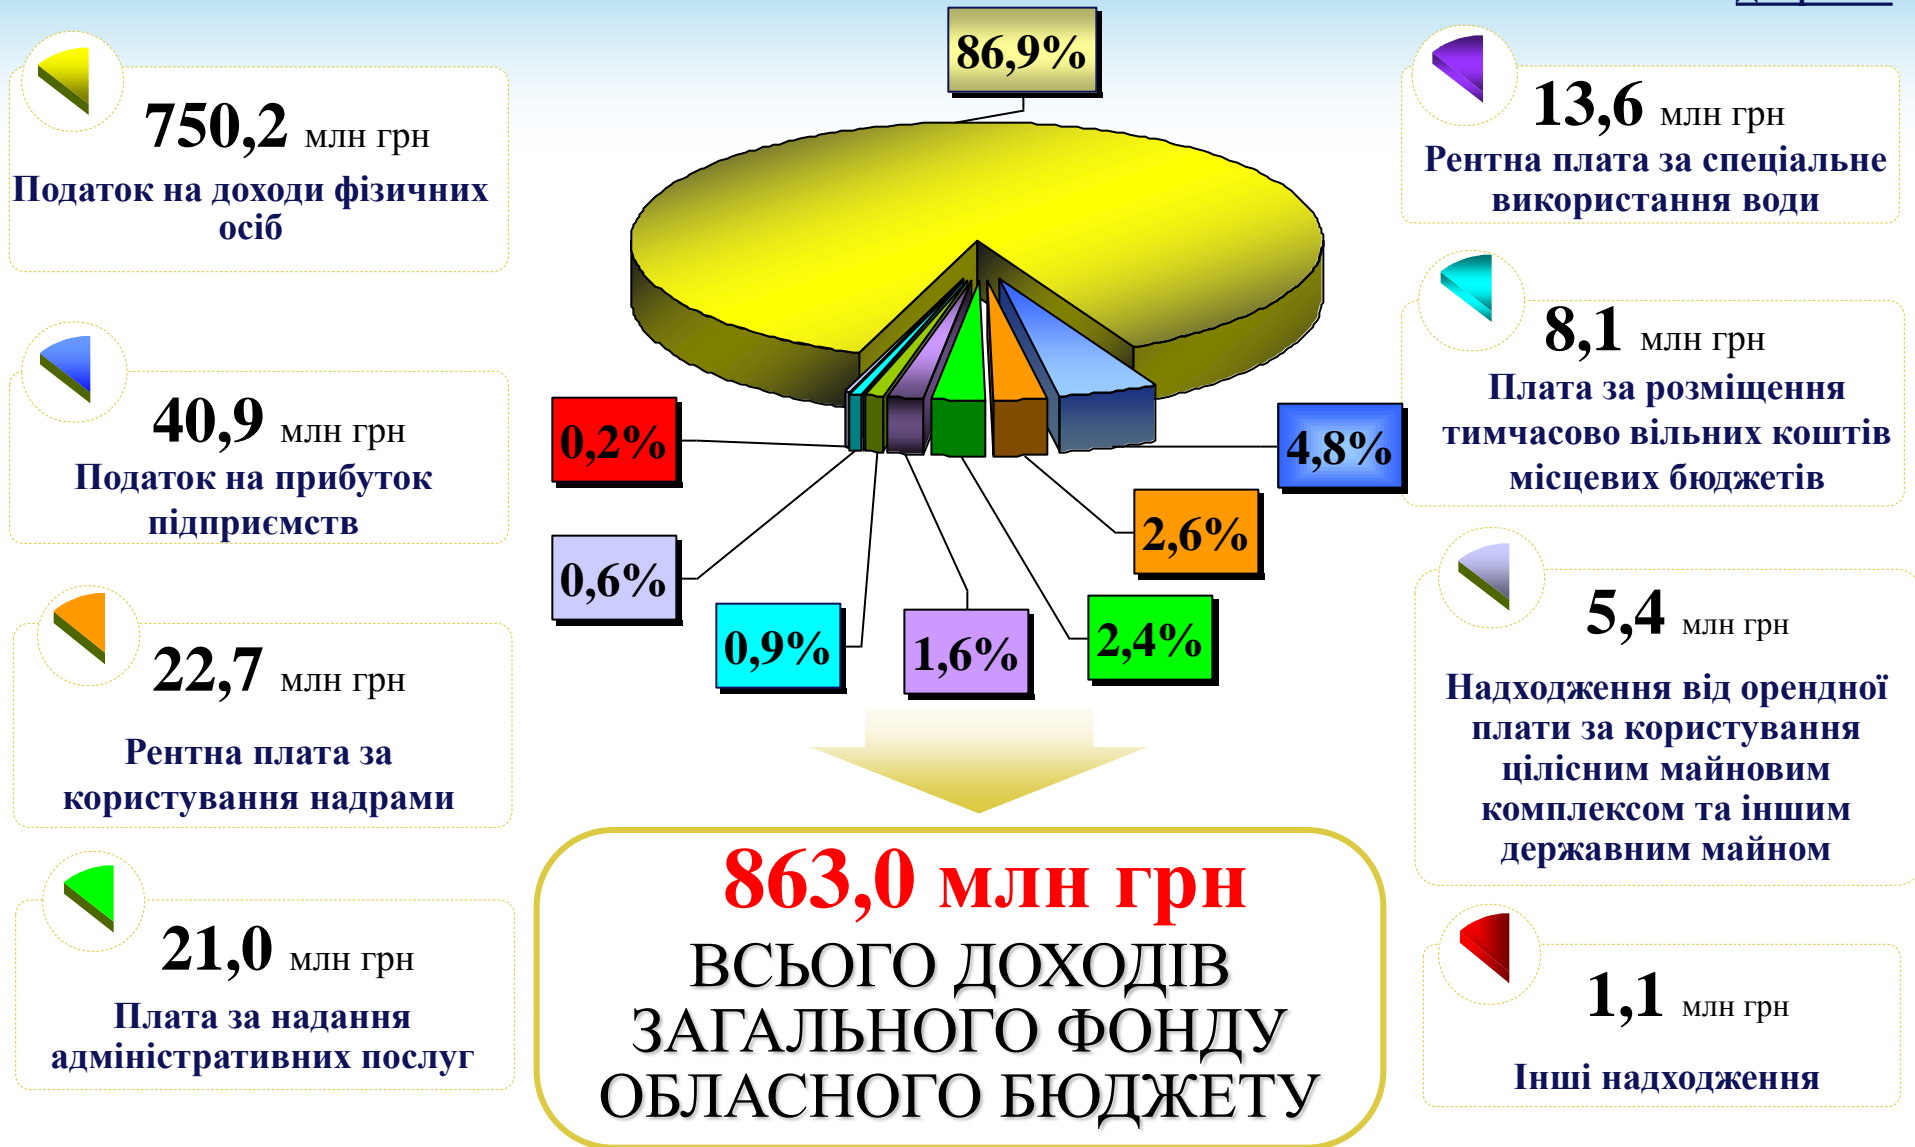 86,9%
750,2 млн грн
Податок на доходи фізичних
осіб
40,9 млн грн
Податок на прибуток
підприємств
22,7 млн грн
Рентна плата за
користування надрами
21,0 млн грн
Плата за надання
адміністративних послуг
0,2%
0,6%
0,9%
1,6%
2,4%
2,6%
4,8%
863,0 млн грн
ВСЬОГО ДОХОДІВ
ЗАГАЛЬНОГО ФОНДУ
ОБЛАСНОГО БЮДЖЕТУ
13,6 млн грн
Рентна плата за спеціальне
використання води
8,1 млн грн
Плата за розміщення
тимчасово вільних коштів
місцевих бюджетів
5,4 млн грн
Надходження від орендної
плати за користування
цілісним майновим
комплексом та іншим
державним майном
1,1 млн грн
Інші надходження